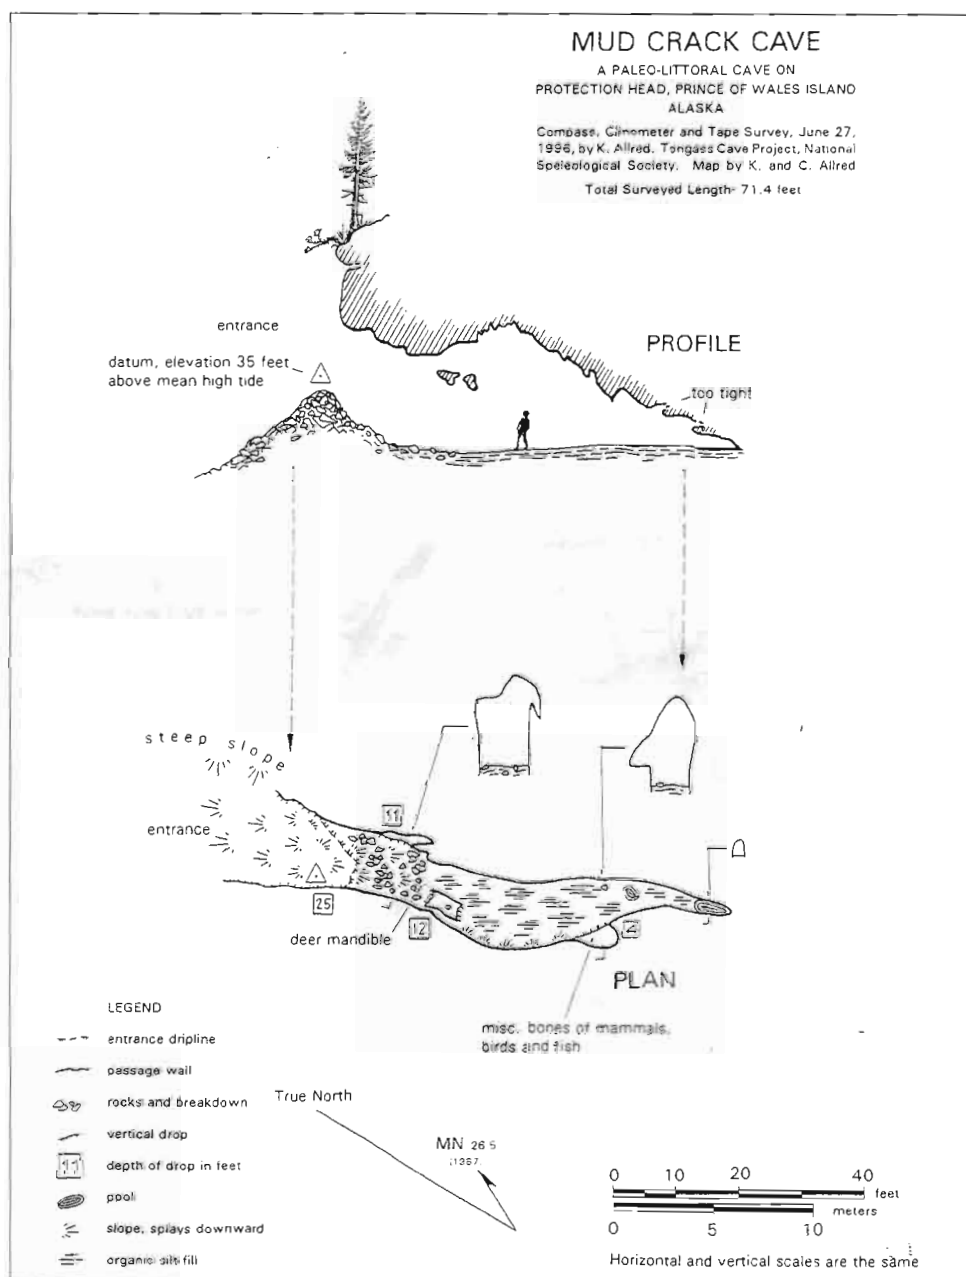 MUD CRACK CAVE
A PALEO-LITTORAL CAVE ON
PROTECTION HEAD, PRINCE OF WALES ISLAND
ALASKA
Compass, Clinometer and Tape Survey, June 27,
1996, by K. Allred. Tongass Cave Project, National
Speleological Society. Map by K. and C. Allred
Total Surveyed Length- 71.4 feet
entrance
PROFILE
datum, elevation 35 feet
above mean high tide
too tight
steep slope
entrance
11
25
12
4
deer mandible
PLAN
misc. bones of mammals,
birds and fish
LEGEND
entrance dripline
passage wall
rocks and breakdown
vertical drop
11
depth of drop in feet
pool
slope, splays downward
organic silt fill
True North
MN 26.5
0 10 20 40
feet
meters
0 5 10
Horizontal and vertical scales are the same